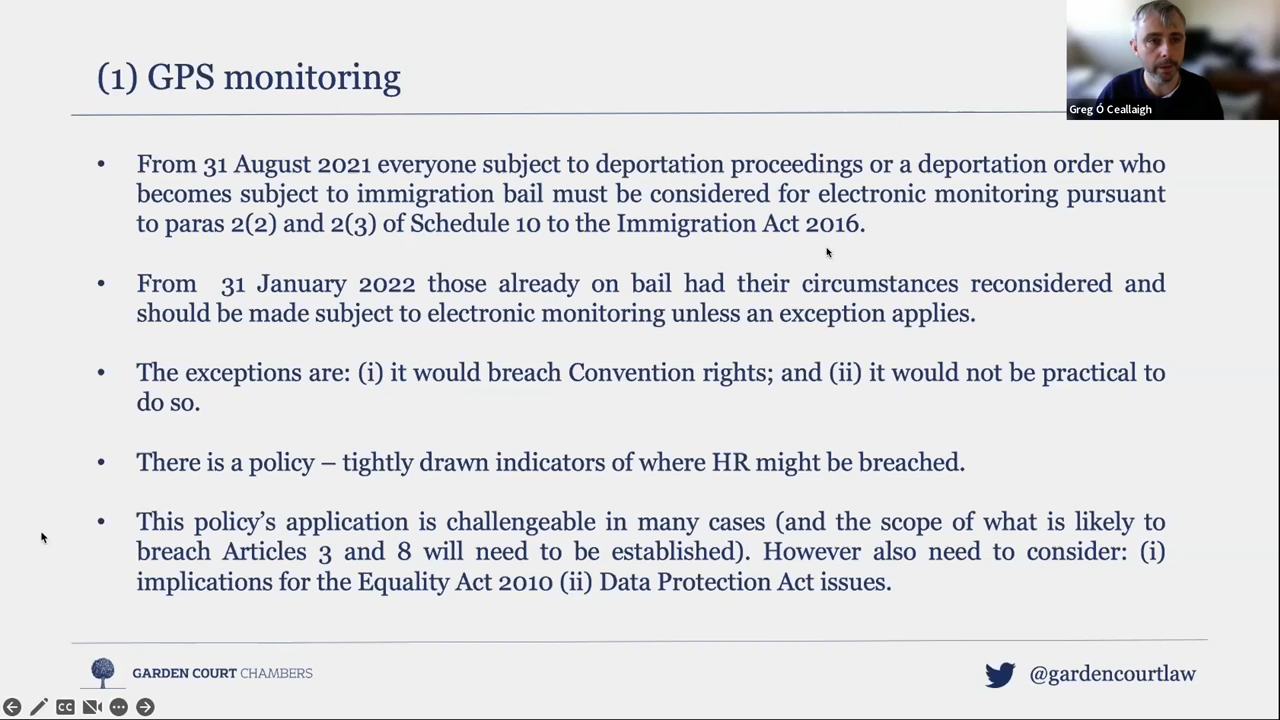 (1) GPS monitoring
Greg Ó Ceallaigh
• From 31 August 2021 everyone subject to deportation proceedings or a deportation order who
becomes subject to immigration bail must be considered for electronic monitoring pursuant
to paras 2(2) and 2(3) of Schedule 10 to the Immigration Act 2016.
• From 31 January 2022 those already on bail had their circumstances reconsidered and
should be made subject to electronic monitoring unless an exception applies.
• The exceptions are: (i) it would breach Convention rights; and (ii) it would not be practical to
do so.
• There is a policy – tightly drawn indicators of where HR might be breached.
• This policy’s application is challengeable in many cases (and the scope of what is likely to
breach Articles 3 and 8 will need to be established). However also need to consider: (i)
implications for the Equality Act 2010 (ii) Data Protection Act issues.
GARDEN COURT CHAMBERS
@gardencourtlaw
CC